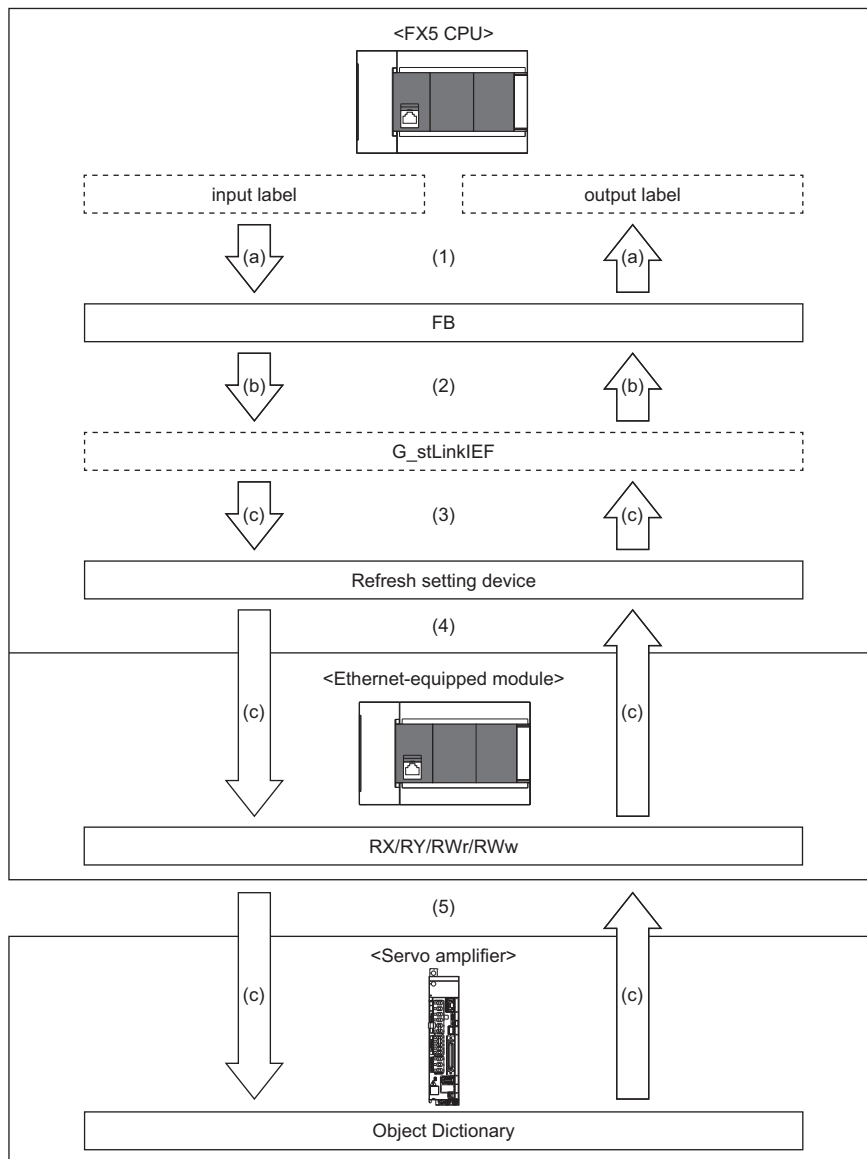 <FX5 CPU>
input label
output label
(a)
(1)
(a)
FB
(b)
(2)
(b)
G_stLinkIEF
(c)
(3)
(c)
Refresh setting device
(4)
<Ethernet-equipped module>
(c)
(c)
RX/RY/RWr/RWw
(5)
<Servo amplifier>
(c)
(c)
Object Dictionary